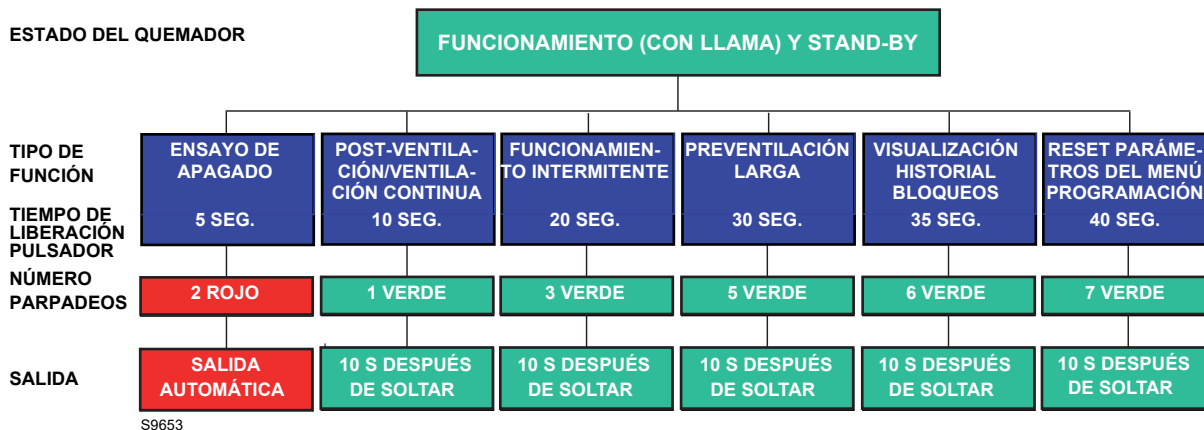 ESTADO DEL QUEMADOR
FUNCIONAMIENTO (CON LLAMA) Y STAND-BY
TIPO DE
FUNCIÓN
ENSAYO DE
APAGADO
POST-VENTILA-
CIÓN/VENTILA-
CIÓN CONTINUA
FUNCIONAMIEN-
TO INTERMITENTE
PREVENTILACIÓN
LARGA
VISUALIZACIÓN
HISTORIAL
BLOQUEOS
RESET PARÁME-
TROS DEL MENÚ
PROGRAMACIÓN
TIEMPO DE
LIBERACIÓN
PULSADOR
5 SEG.
10 SEG.
20 SEG.
30 SEG.
35 SEG.
40 SEG.
NÚMERO
PARPADEOS
2 ROJO
1 VERDE
3 VERDE
5 VERDE
6 VERDE
7 VERDE
SALIDA
SALIDA
AUTOMÁTICA
10 S DESPUÉS
DE SOLTAR
10 S DESPUÉS
DE SOLTAR
10 S DESPUÉS
DE SOLTAR
10 S DESPUÉS
DE SOLTAR
10 S DESPUÉS
DE SOLTAR
S9653